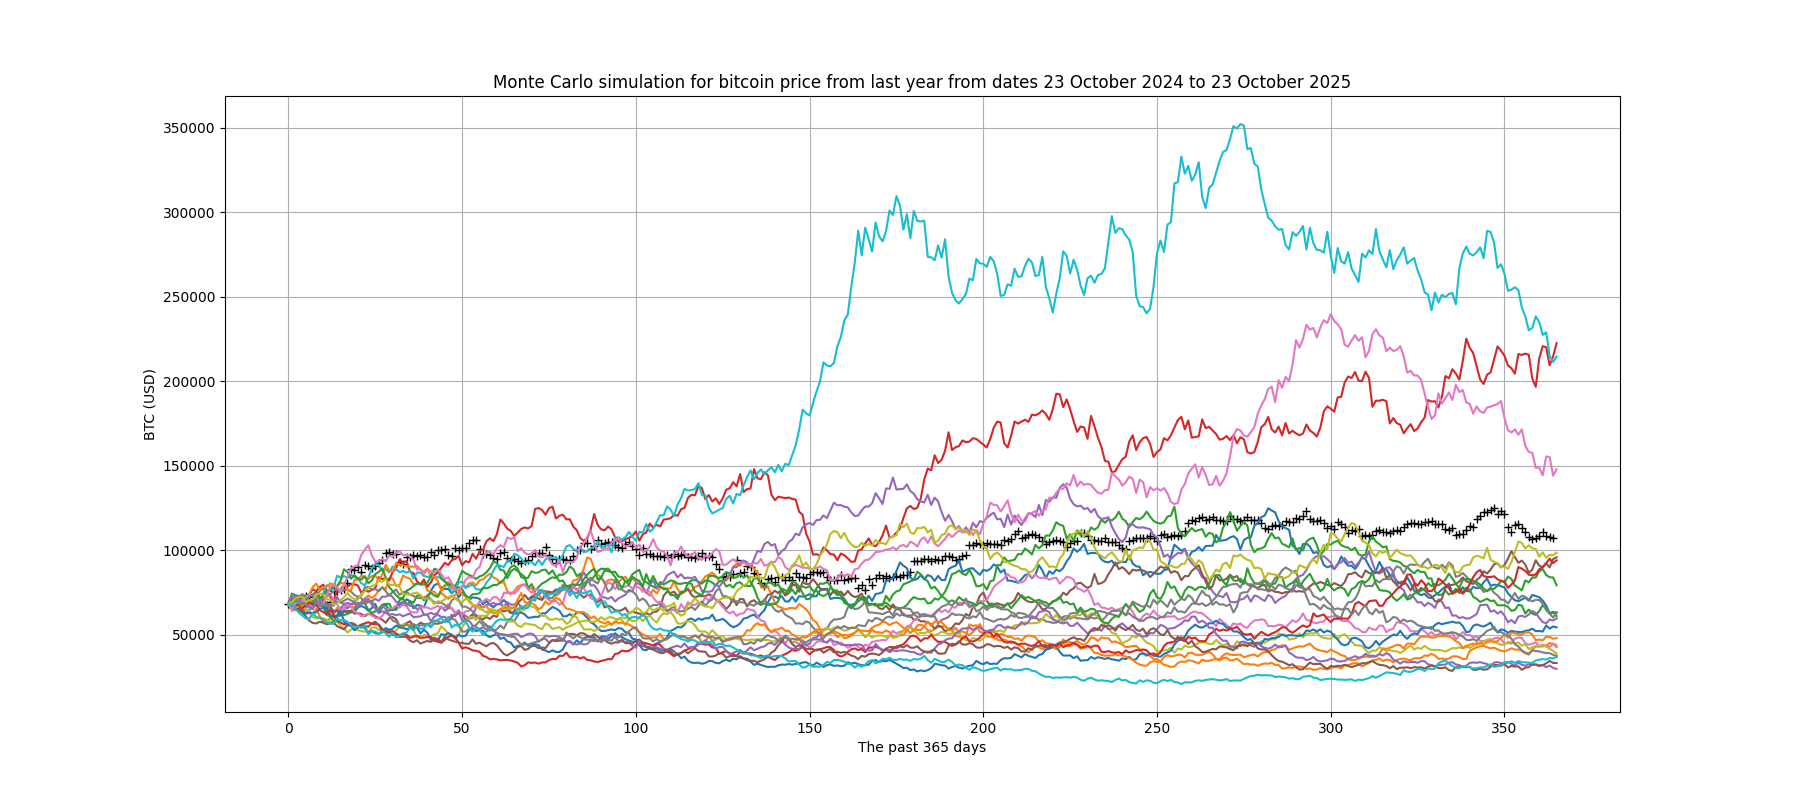 Monte Carlo simulation for bitcoin price from last year from dates 23 October 2024 to 23 October 2025
350000
300000
250000
200000
150000
100000
50000
BTC (USD)
0 50 100 150 200 250 300 350
The past 365 days